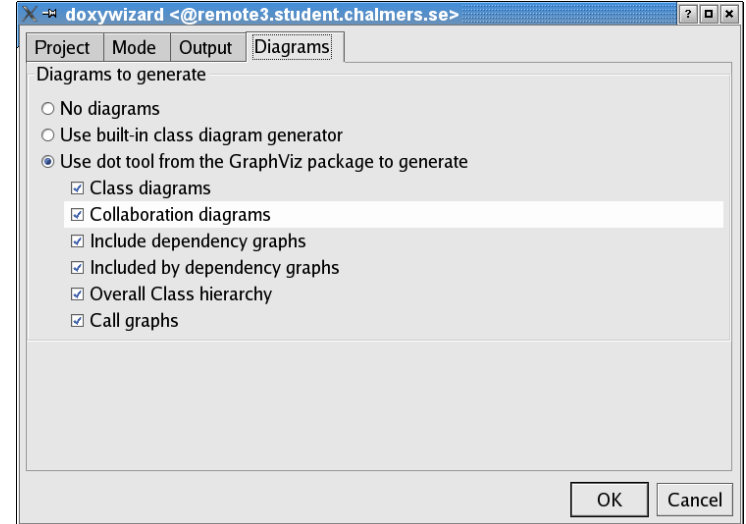 doxywizard <@remote3.student.chalmers.se>
Project Mode Output Diagrams
Diagrams to generate
No diagrams
Use built-in class diagram generator
Use dot tool from the GraphViz package to generate
Class diagrams
Collaboration diagrams
Include dependency graphs
Included by dependency graphs
Overall Class hierarchy
Call graphs
OK Cancel